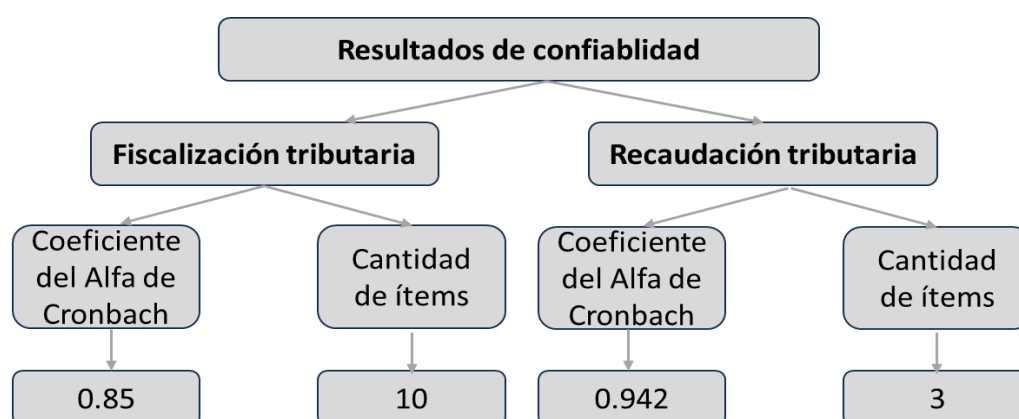 Resultados de confiablidad
Fiscalización tributaria
Recaudación tributaria
Coeficiente
del Alfa de
Cronbach
Cantidad
de ítems
Coeficiente
del Alfa de
Cronbach
Cantidad
de ítems
0.85
10
0.942
3